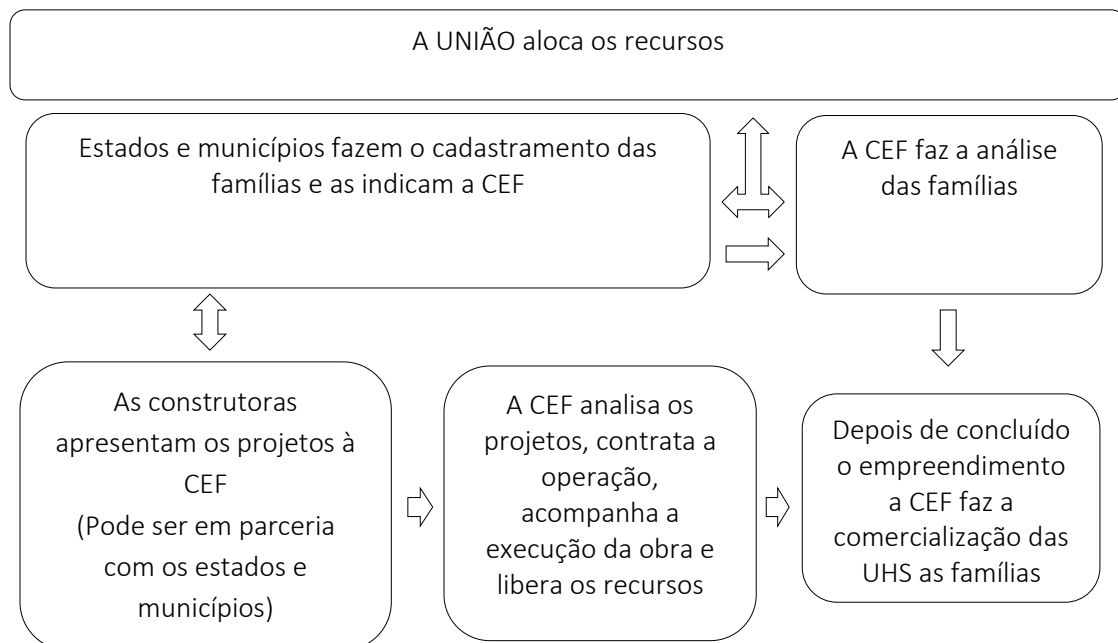 A UNIÃO aloca os recursos
Estados e municípios fazem o cadastramento das
famílias e as indicam a CEF
A CEF faz a análise
das famílias
As construtoras
apresentam os projetos à
CEF
(Pode ser em parceria
com os estados e
municípios)
A CEF analisa os
projetos, contrata a
operação,
acompanha a
execução da obra e
libera os recursos
Depois de concluído
o empreendimento
a CEF faz a
comercialização das
UHS as famílias